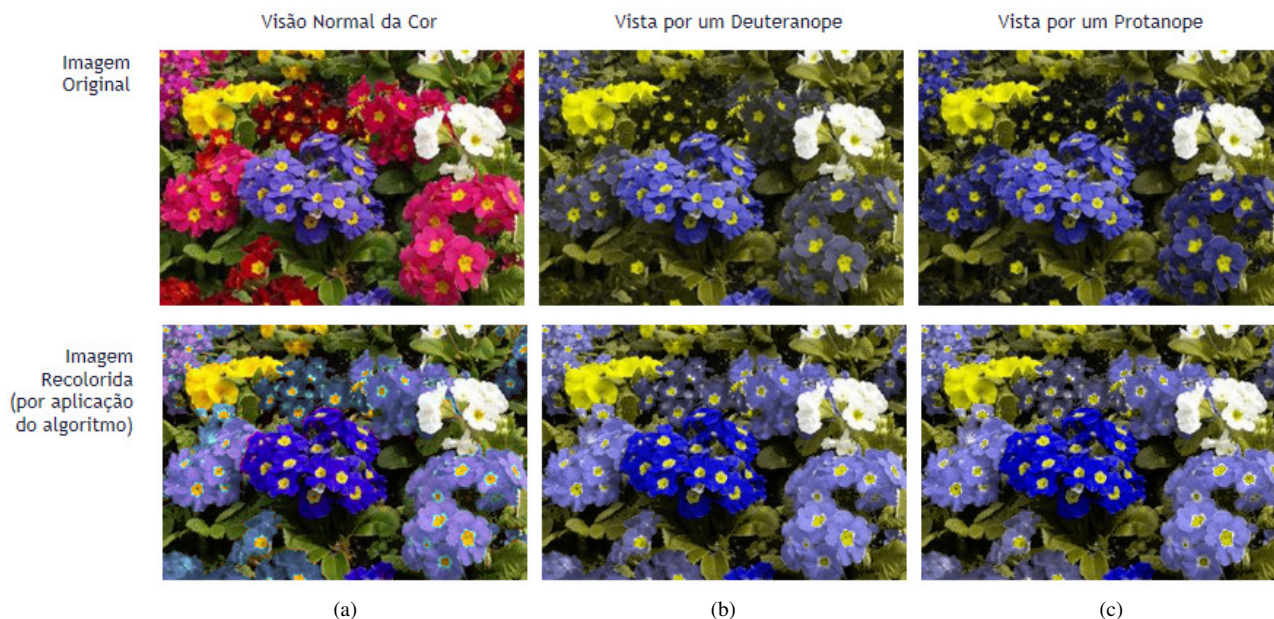 Visão Normal da Cor
Vista por um Deuteranope
Vista por um Protanope
Imagem
Original
Imagem
Recolorida
(por aplicação
do algoritmo)
(a)
(b)
(c)